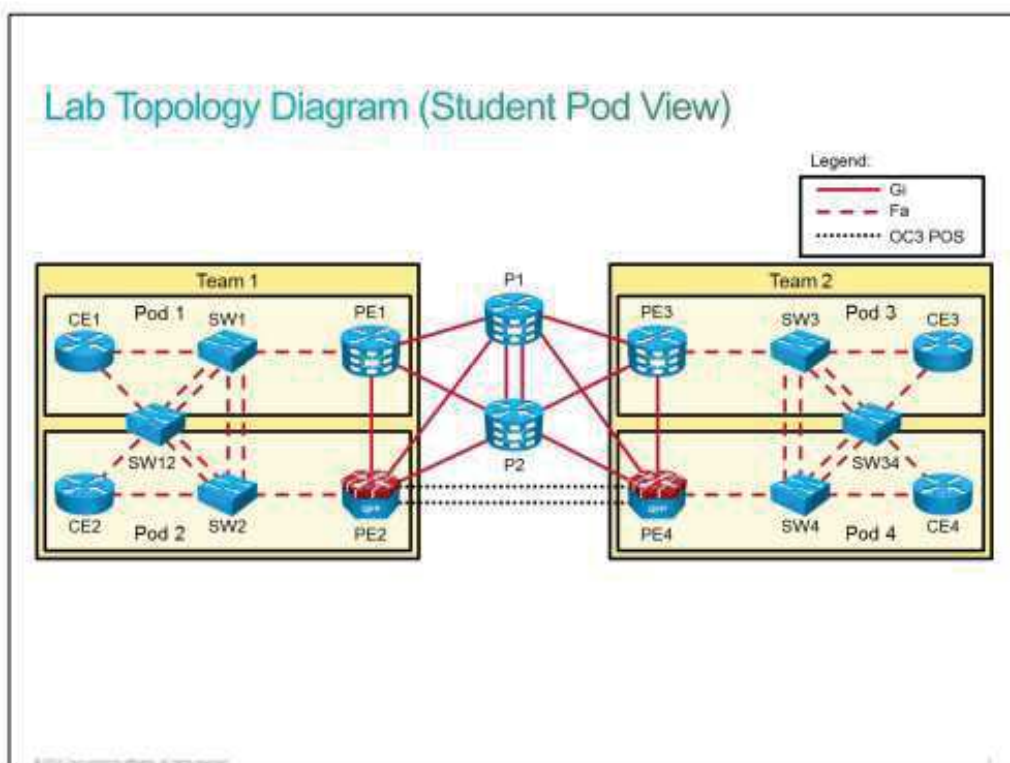 Lab Topology Diagram (Student Pod View)
Legend:
Gi
Fa
OC3 POS
Team 1
Pod 1
CE1
SW1
PE1
SW12
CE2
SW2
Pod 2
QFP
PE2
P1
P2
Team 2
PE3
SW3
Pod 3
CE3
SW34
QFP
PE4
SW4
Pod 4
CE4